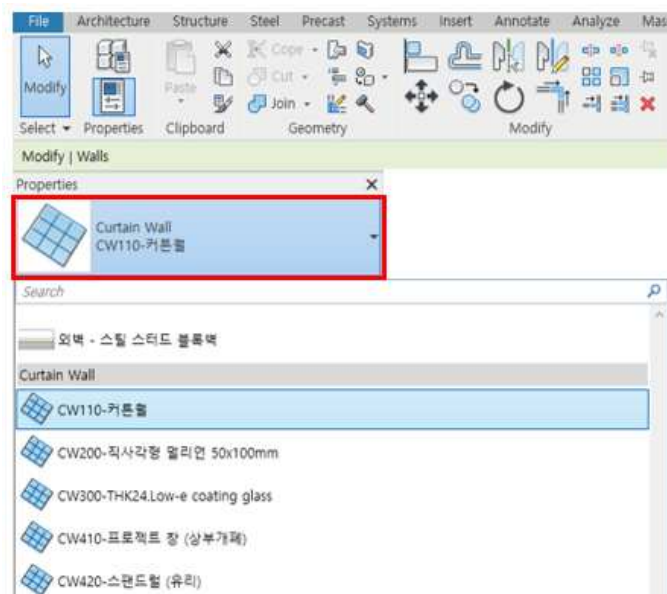 File Architecture Structure Steel Precast Systems Insert Annotate Analyze Mas
Modify
Paste
Cope
Cut
Join
Select Properties Clipboard Geometry Modify
Modify | Walls
Properties
Curtain Wall
CW110-커튼월
Search
외벽 - 스틸 스터드 블록벽
Curtain Wall
CW110-커튼월
CW200-직사각형 멀리언 50x100mm
CW300-THK24.Low-e coating glass
CW410-프로젝트 창 (상부개폐)
CW420-스팬드럴 (유리)